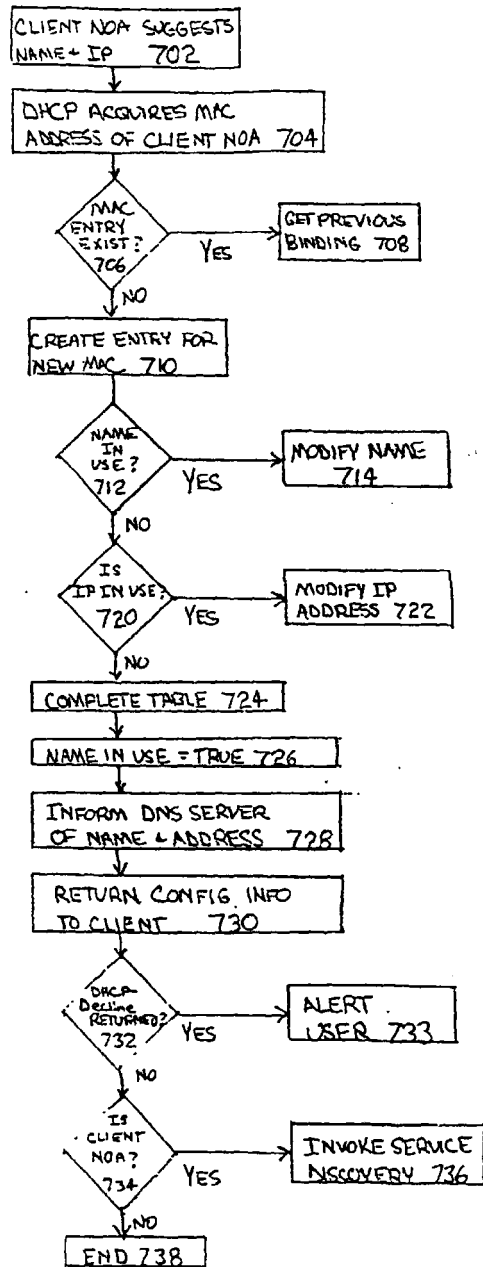 CLIENT NOA SUGGESTS
NAME + IP 702
DHCP ACQUIRES MAC
ADDRESS OF CLIENT NOA 704
MAC
ENTRY
EXIST?
706
YES
GET PREVIOUS
BINDING 708
NO
CREATE ENTRY FOR
NEW MAC 710
NAME
IN
USE?
712
YES
MODIFY NAME
714
NO
IS
IP IN USE?
720
YES
MODIFY IP
ADDRESS 722
NO
COMPLETE TABLE 724
NAME IN USE = TRUE 726
INFORM DNS SERVER
OF NAME + ADDRESS 728
RETURN CONFIG. INFO
TO CLIENT 730
DHCP
Decline
RETURNED?
732
YES
ALERT
USER 733
NO
IS
CLIENT
NOA?
734
YES
INVOKE SERVICE
DISCOVERY 736
NO
END 738